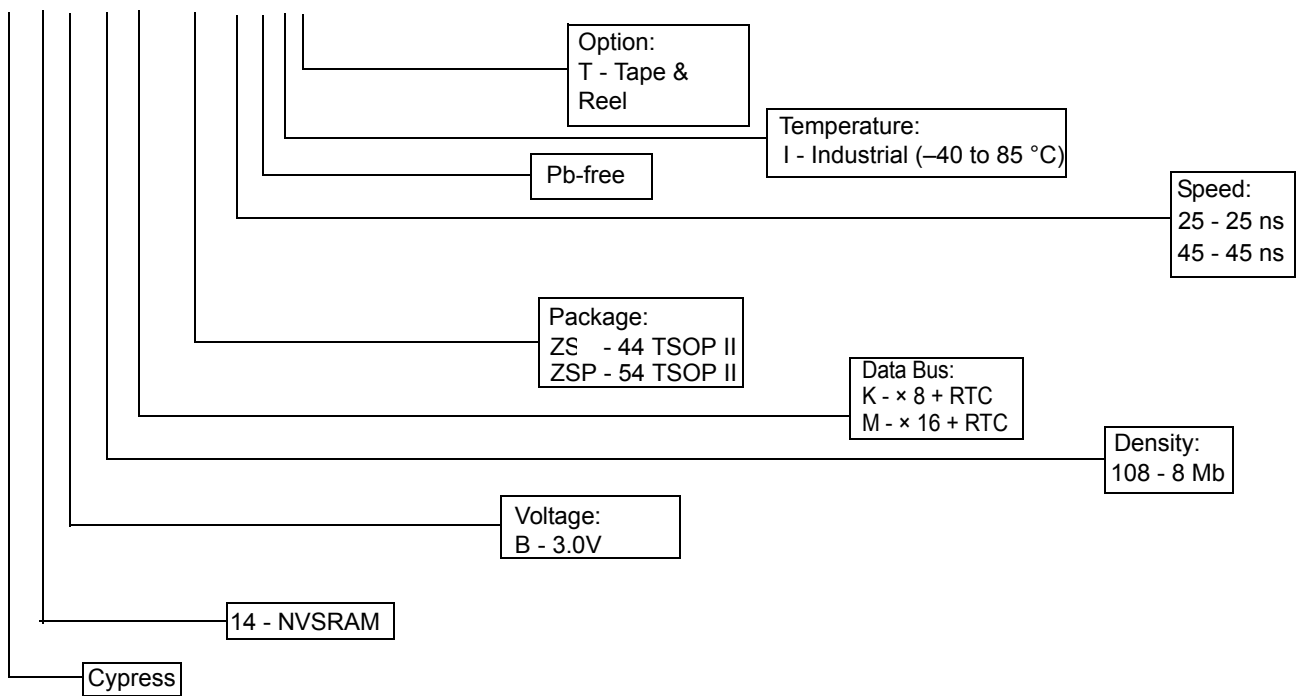 Option:
T - Tape &
Reel
Temperature:
I - Industrial (–40 to 85 °C)
Pb-free
Speed:
25 - 25 ns
45 - 45 ns
Package:
ZS - 44 TSOP II
ZSP - 54 TSOP II
Data Bus:
K - × 8 + RTC
M - × 16 + RTC
Density:
108 - 8 Mb
Voltage:
B - 3.0V
14 - NVSRAM
Cypress